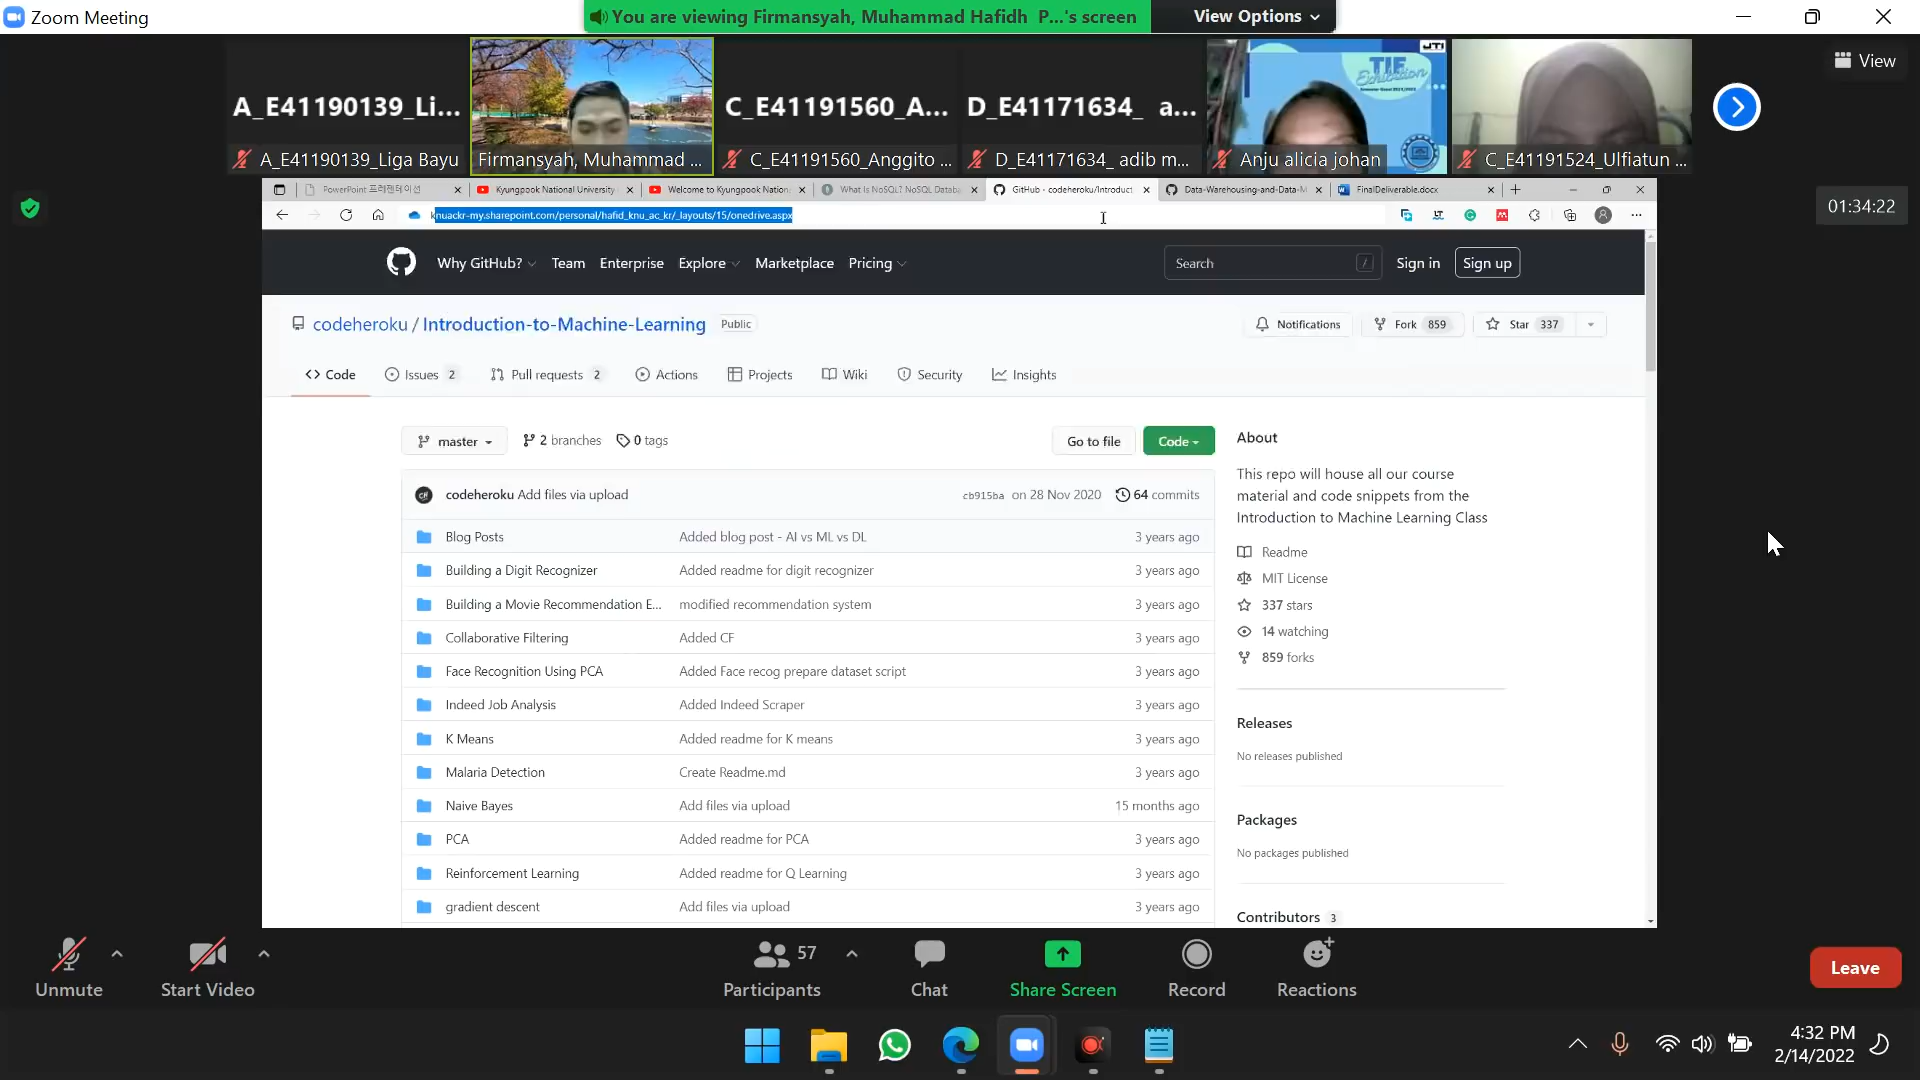 Zoom Meeting
You are viewing Firmansyah, Muhammad Hafidh P...'s screen
View Options
A_E41190139_Li...
C_E41191560_A...
D_E41171634_ a...
JTI
TIF
Exhibition
View
A_E41190139_Liga Bayu
Firmansyah, Muhammad ...
C_E41191560_Anggito ...
D_E41171634_ adib m...
Anju alicia johan
C_E41191524_Ulfiatun ...
PowerPoint 프레젠테이션
Kyungpook National University
Welcome to Kyungpook Nation
What Is NoSQL? NoSQL Databa
GitHub - codeheroku/Introduct
Data-Warehousing-and-Data-M
FinalDeliverable.docx
knuackr-my.sharepoint.com/personal/hafid_knu_ac_kr/_layouts/15/onedrive.aspx
01:34:22
Why GitHub?
Team
Enterprise
Explore
Marketplace
Pricing
Search
/
Sign in
Sign up
codeheroku / Introduction-to-Machine-Learning
Public
Notifications
Fork 859
Star 337
Code
Issues 2
Pull requests 2
Actions
Projects
Wiki
Security
Insights
master
2 branches
0 tags
Go to file
Code
codeheroku Add files via upload
cb915ba on 28 Nov 2020
64 commits
Blog Posts Added blog post - AI vs ML vs DL 3 years ago
Building a Digit Recognizer Added readme for digit recognizer 3 years ago
Building a Movie Recommendation E... modified recommendation system 3 years ago
Collaborative Filtering Added CF 3 years ago
Face Recognition Using PCA Added Face recog prepare dataset script 3 years ago
Indeed Job Analysis Added Indeed Scraper 3 years ago
K Means Added readme for K means 3 years ago
Malaria Detection Create Readme.md 3 years ago
Naive Bayes Add files via upload 15 months ago
PCA Added readme for PCA 3 years ago
Reinforcement Learning Added readme for Q Learning 3 years ago
gradient descent Add files via upload 3 years ago
About
This repo will house all our course
material and code snippets from the
Introduction to Machine Learning Class
Readme
MIT License
337 stars
14 watching
859 forks
Releases
No releases published
Packages
No packages published
Contributors 3
Unmute
Start Video
57
Participants
Chat
Share Screen
Record
Reactions
Leave
4:32 PM
2/14/2022